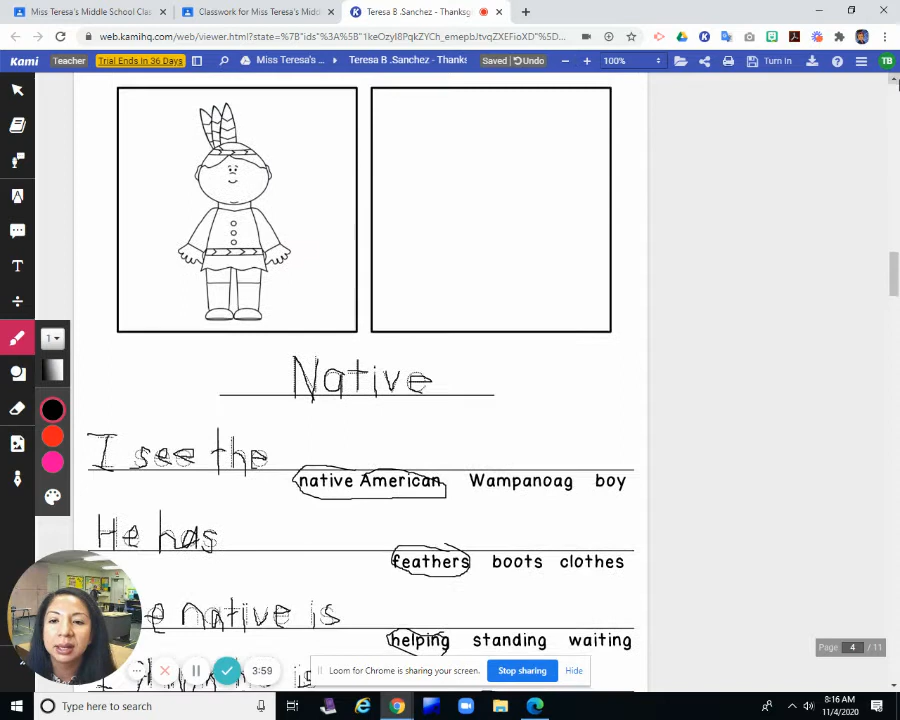 Miss Teresa's Middle School Clas
Classwork for Miss Teresa's Middl
Teresa B .Sanchez - Thanksg
web.kamihq.com/web/viewer.html?state=%7B"ids"%3A%5B"1keOzyI8PqkZYCh_emepbJtvqZXEFioXD"%5D...
Kami
Teacher
Trial Ends In 36 Days
Miss Teresa's ...
Teresa B .Sanchez - Thanks
Saved
Undo
100%
Turn In
TB
1
Native
I see the
native American Wampanoag boy
He has
feathers boots clothes
e native is
helping standing waiting
Page 4 / 11
3:59
Loom for Chrome is sharing your screen.
Stop sharing
Hide
Type here to search
8:16 AM
11/4/2020